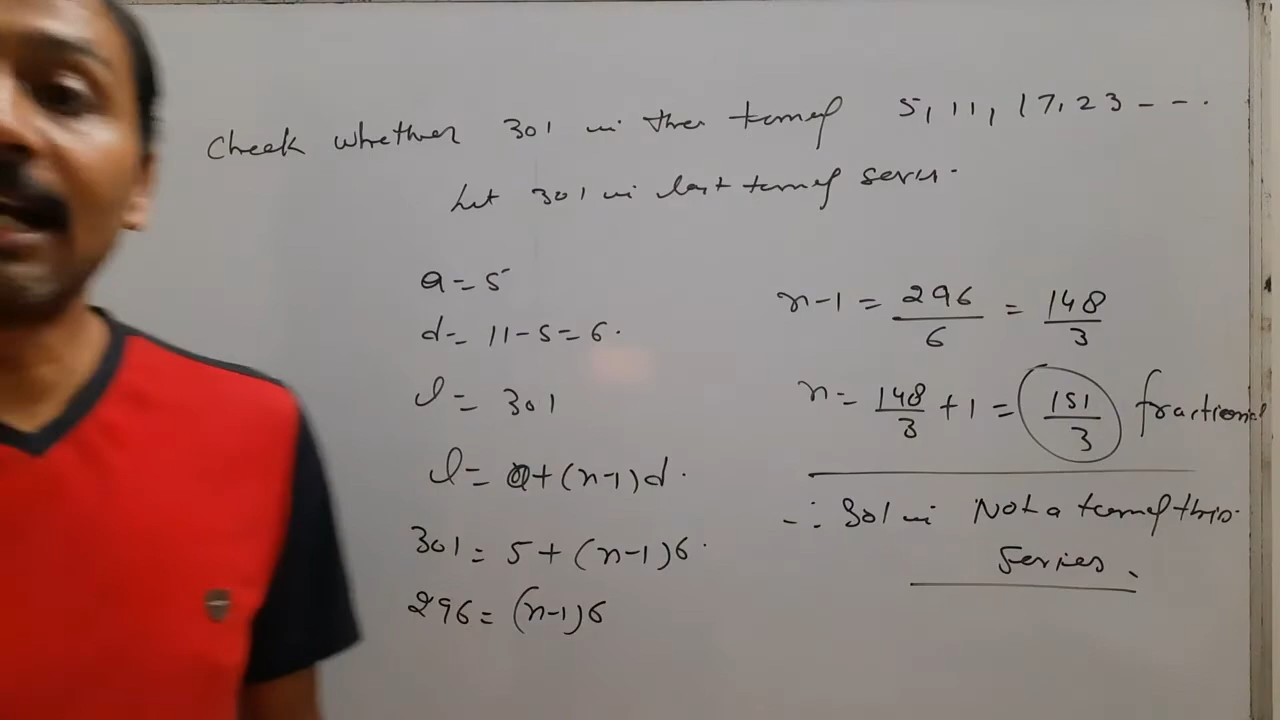 Check whether 301 is the term of 5, 11, 17, 23 - - .
Let 301 is last term of series.
a = 5
d = 11 - 5 = 6.
l = 301
l = a + (n-1)d.
301 = 5 + (n-1)6.
296 = (n-1)6
n-1 = 296/6 = 148/3
n = 148/3 + 1 = 151/3 fractional
∴ 301 is Not a term of this
series.